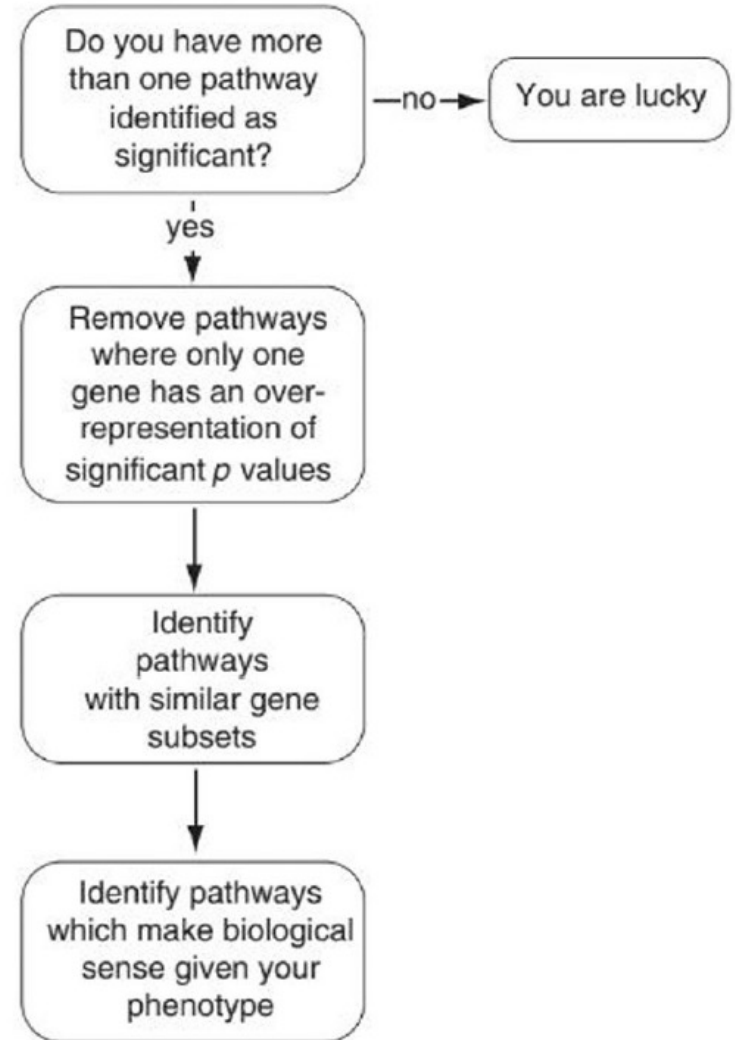 Do you have more
than one pathway
identified as
significant?
no
You are lucky
yes
Remove pathways
where only one
gene has an over-
representation of
significant p values
Identify
pathways
with similar gene
subsets
Identify pathways
which make biological
sense given your
phenotype